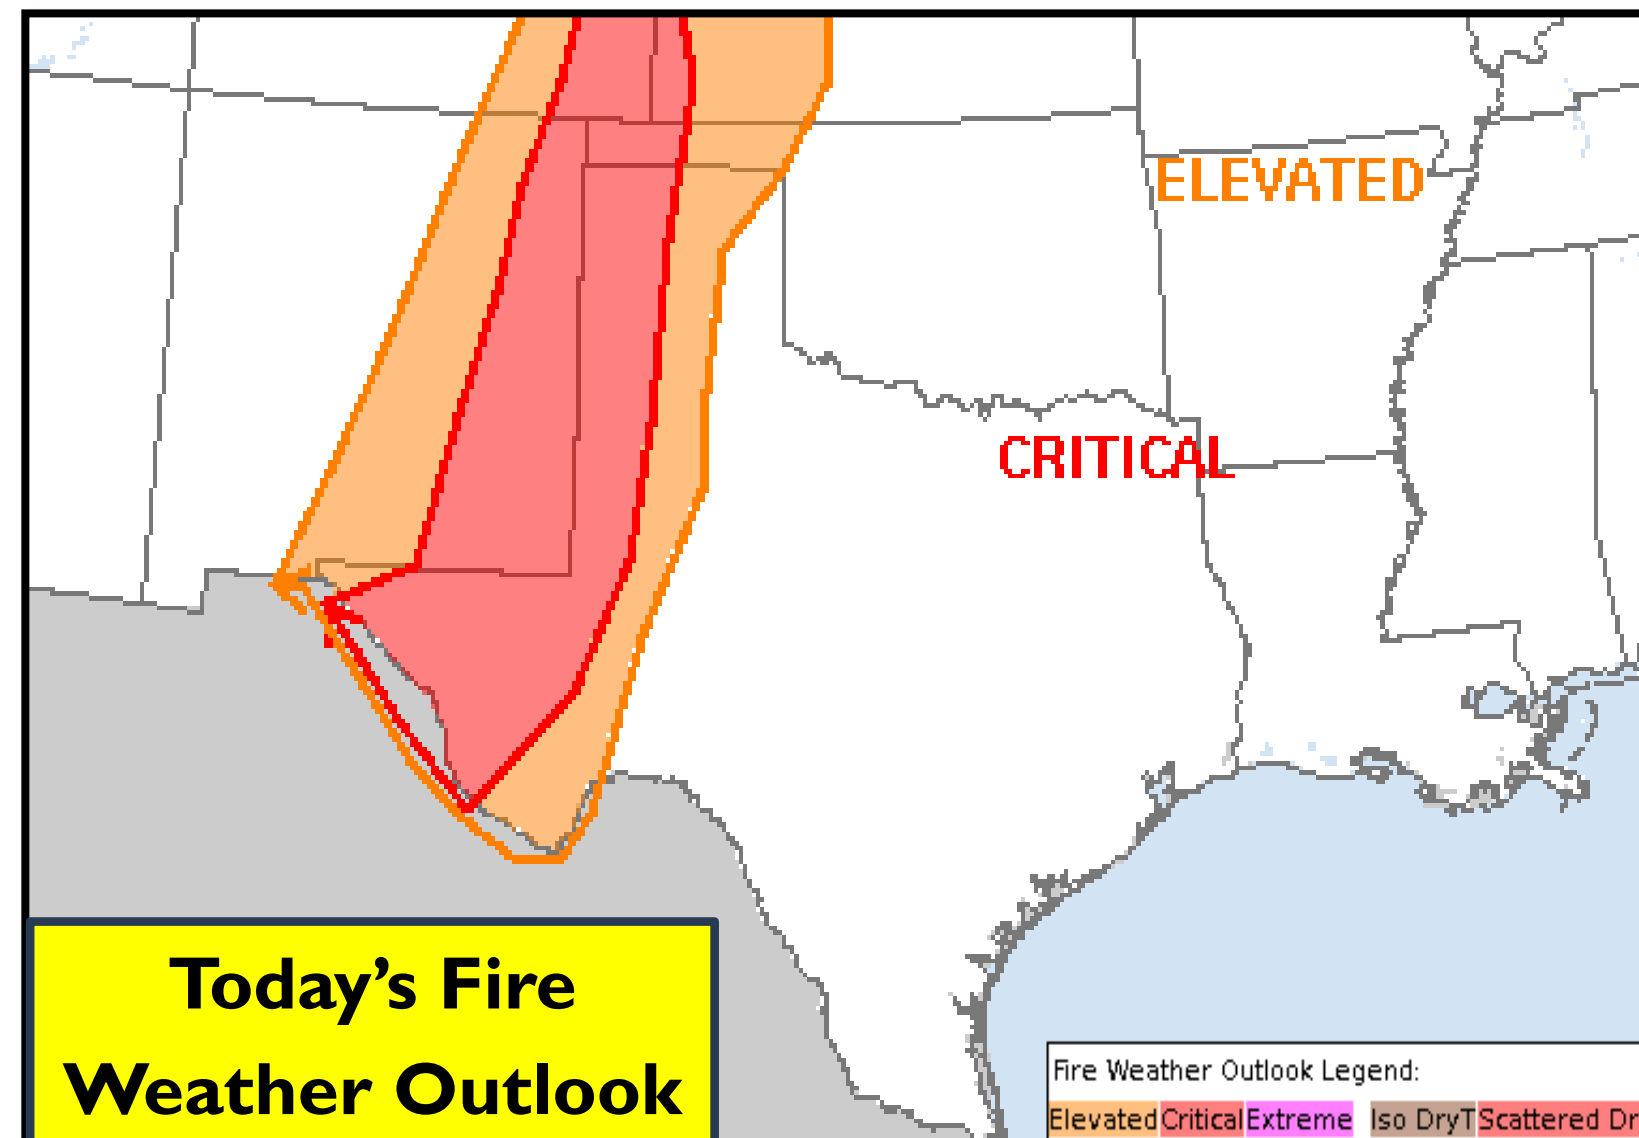 ELEVATED
CRITICAL
Today’s Fire
Weather Outlook
Fire Weather Outlook Legend:
Elevated Critical Extreme Iso DryT Scattered Dr